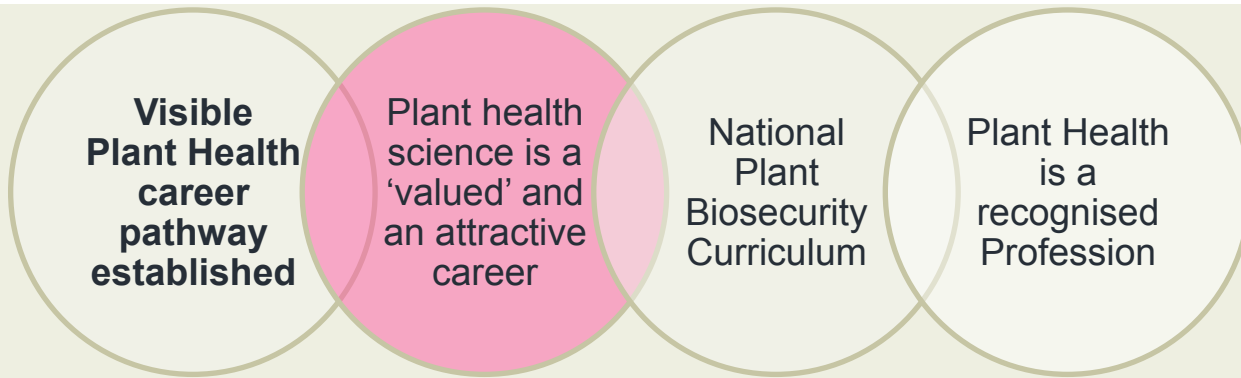 Visible
Plant Health
career
pathway
established
Plant health
science is a
‘valued’ and
an attractive
career
National
Plant
Biosecurity
Curriculum
Plant Health
is a
recognised
Profession